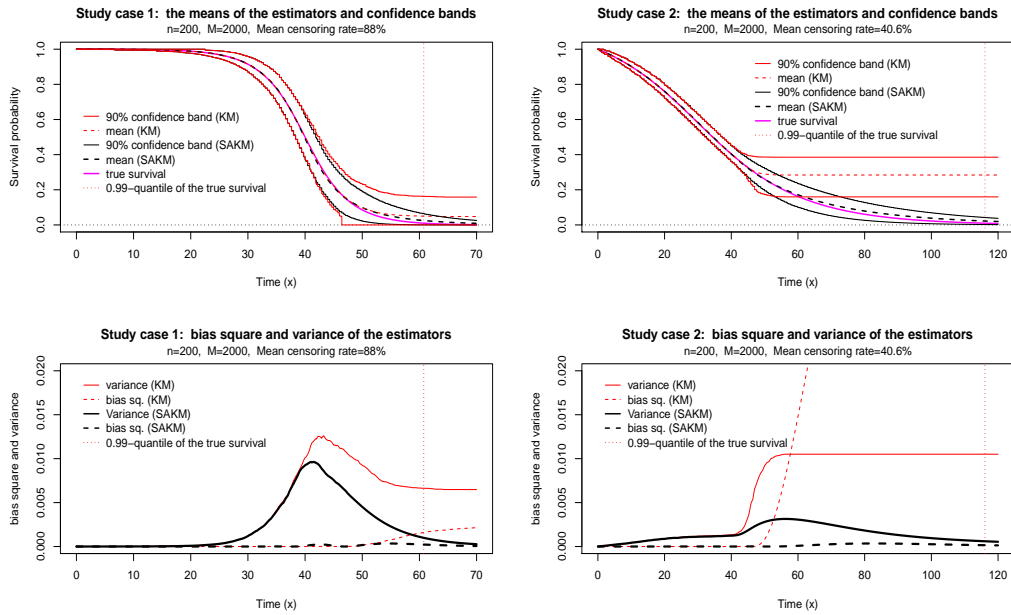 Study case 1:  the means of the estimators and confidence bands
n=200,  M=2000,  Mean censoring rate=88%
Survival probability
1.0
0.8
0.6
0.4
0.2
0.0
90% confidence band (KM)
mean (KM)
90% confidence band (SAKM)
mean (SAKM)
true survival
0.99−quantile of the true survival
0 10 20 30 40 50 60 70
Time (x)
Study case 2:  the means of the estimators and confidence bands
n=200,  M=2000,  Mean censoring rate=40.6%
Survival probability
1.0
0.8
0.6
0.4
0.2
0.0
90% confidence band (KM)
mean (KM)
90% confidence band (SAKM)
mean (SAKM)
true survival
0.99−quantile of the true survival
0 20 40 60 80 100 120
Time (x)
Study case 1:  bias square and variance of the estimators
n=200,  M=2000,  Mean censoring rate=88%
bias square and variance
0.020
0.015
0.010
0.005
0.000
variance (KM)
bias sq. (KM)
Variance (SAKM)
bias sq. (SAKM)
0.99−quantile of the true survival
0 10 20 30 40 50 60 70
Time (x)
Study case 2:  bias square and variance of the estimators
n=200,  M=2000,  Mean censoring rate=40.6%
bias square and variance
0.020
0.015
0.010
0.005
0.000
variance (KM)
bias sq. (KM)
Variance (SAKM)
bias sq. (SAKM)
0.99−quantile of the true survival
0 20 40 60 80 100 120
Time (x)